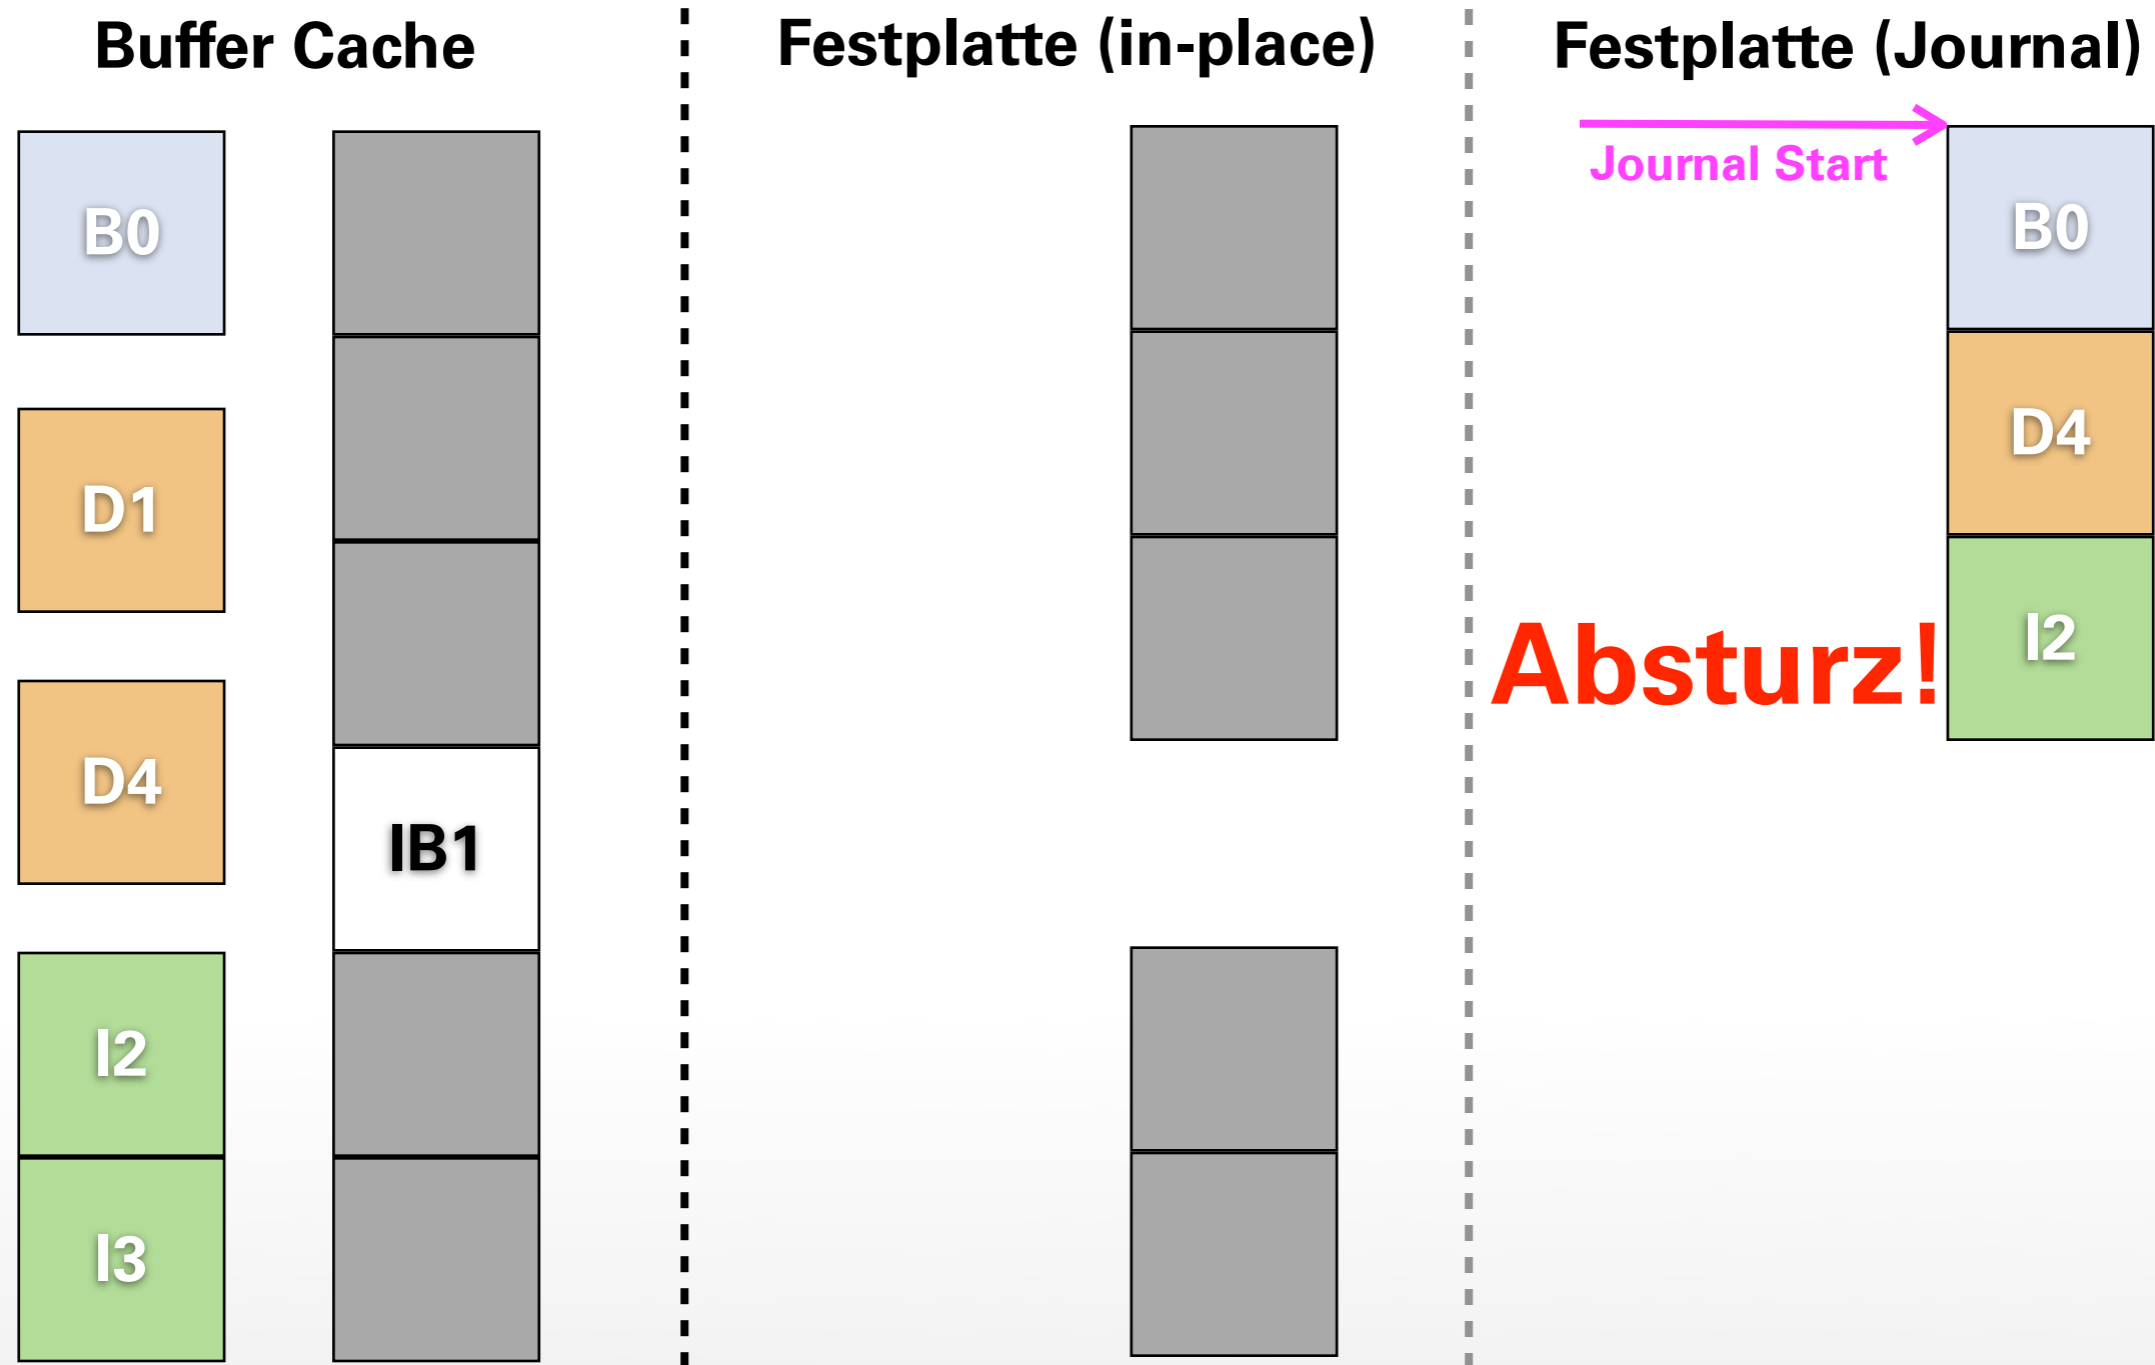 Buffer Cache
Festplatte (in-place)
Festplatte (Journal)
Journal Start
B0
D1
D4
I2
I3
IB1
B0
D4
I2
Absturz!